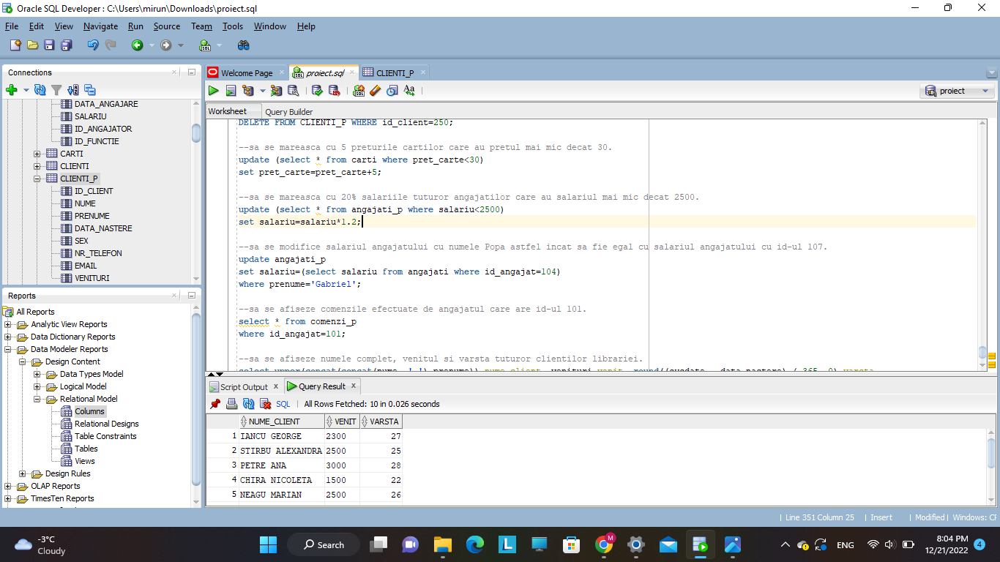 Oracle SQL Developer : C:\Users\mirun\Downloads\proiect.sql
File Edit View Navigate Run Source Team Tools Window Help
Connections
DATA_ANGAJARE
SALARIU
ID_ANGAJATOR
ID_FUNCTIE
CARTI
CLIENTI
CLIENTI_P
ID_CLIENT
NUME
PRENUME
DATA_NASTERE
SEX
NR_TELEFON
EMAIL
VENITURI
Reports
All Reports
Analytic View Reports
Data Dictionary Reports
Data Modeler Reports
Design Content
Data Types Model
Logical Model
Relational Model
Columns
Relational Designs
Table Constraints
Tables
Views
Design Rules
OLAP Reports
TimesTen Reports
Welcome Page proiect.sql CLIENTI_P
proiect
Worksheet Query Builder
DELETE FROM CLIENTI_P WHERE id_client=250;
--sa se mareasca cu 5 preturile cartilor care au pretul mai mic decat 30.
update (select * from carti where pret_carte<30)
set pret_carte=pret_carte+5;
--sa se mareasca cu 20% salariile tuturor angajatilor care au salariul mai mic decat 2500.
update (select * from angajati_p where salariu<2500)
set salariu=salariu*1.2;
--sa se modifice salariul angajatului cu numele Popa astfel incat sa fie egal cu salariul angajatului cu id-ul 107.
update angajati_p
set salariu=(select salariu from angajati where id_angajat=104)
where prenume='Gabriel';
--sa se afiseze comenzile efectuate de angajatul care are id-ul 101.
select * from comenzi_p
where id_angajat=101;
--sa se afiseze numele complet, venitul si varsta tuturor clientilor librariei.
select upper(concat(concat(nume, ' '),prenume)) nume_client, venituri venit, round((sysdate - data_nastere) / 365, 0) varsta
Script Output Query Result
SQL All Rows Fetched: 10 in 0.026 seconds
NUME_CLIENT VENIT VARSTA
1 IANCU GEORGE 2300 27
2 STIRBU ALEXANDRA 2500 25
3 PETRE ANA 3000 28
4 CHIRA NICOLETA 1500 22
5 NEAGU MARIAN 2500 26
Line 351 Column 25 Insert Modified Windows: CF
-3°C
Cloudy
Search
L
M
ENG
8:04 PM
12/21/2022
4